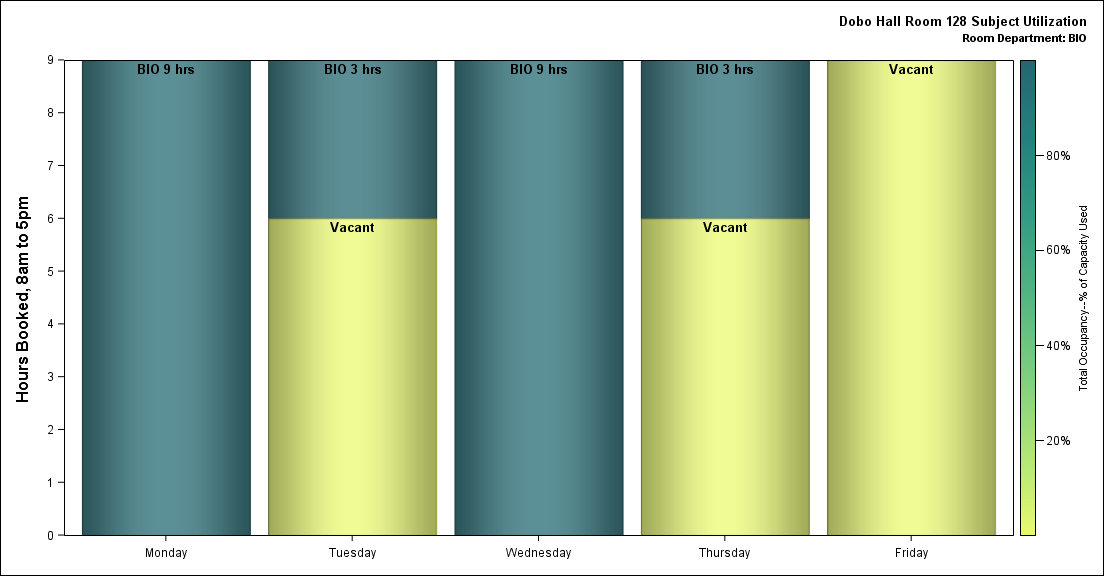 Dobo Hall Room 128 Subject Utilization
Room Department: BIO
Hours Booked, 8am to 5pm
9
8
7
6
5
4
3
2
1
0
BIO 9 hrs
BIO 3 hrs
BIO 9 hrs
BIO 3 hrs
Vacant
Vacant
Vacant
Monday
Tuesday
Wednesday
Thursday
Friday
80%
60%
40%
20%
Total Occupancy--% of Capacity Used